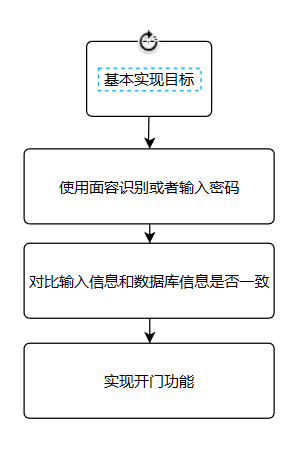 基本实现目标
使用面容识别或者输入密码
对比输入信息和数据库信息是否一致
实现开门功能